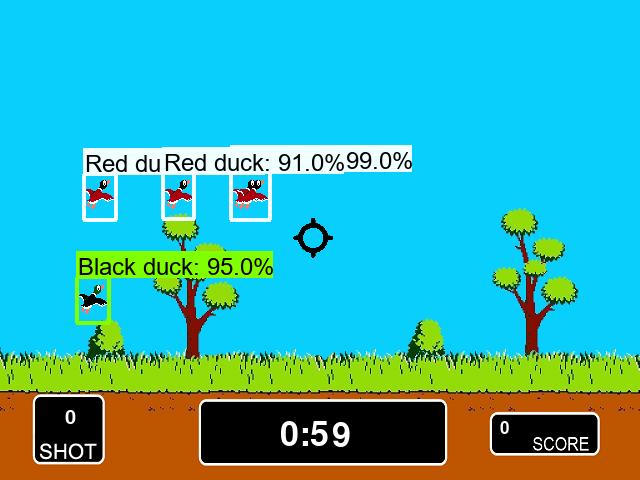 Red du
Red duck: 91.0%
99.0%
Black duck: 95.0%
0
SHOT
0:59
0
SCORE